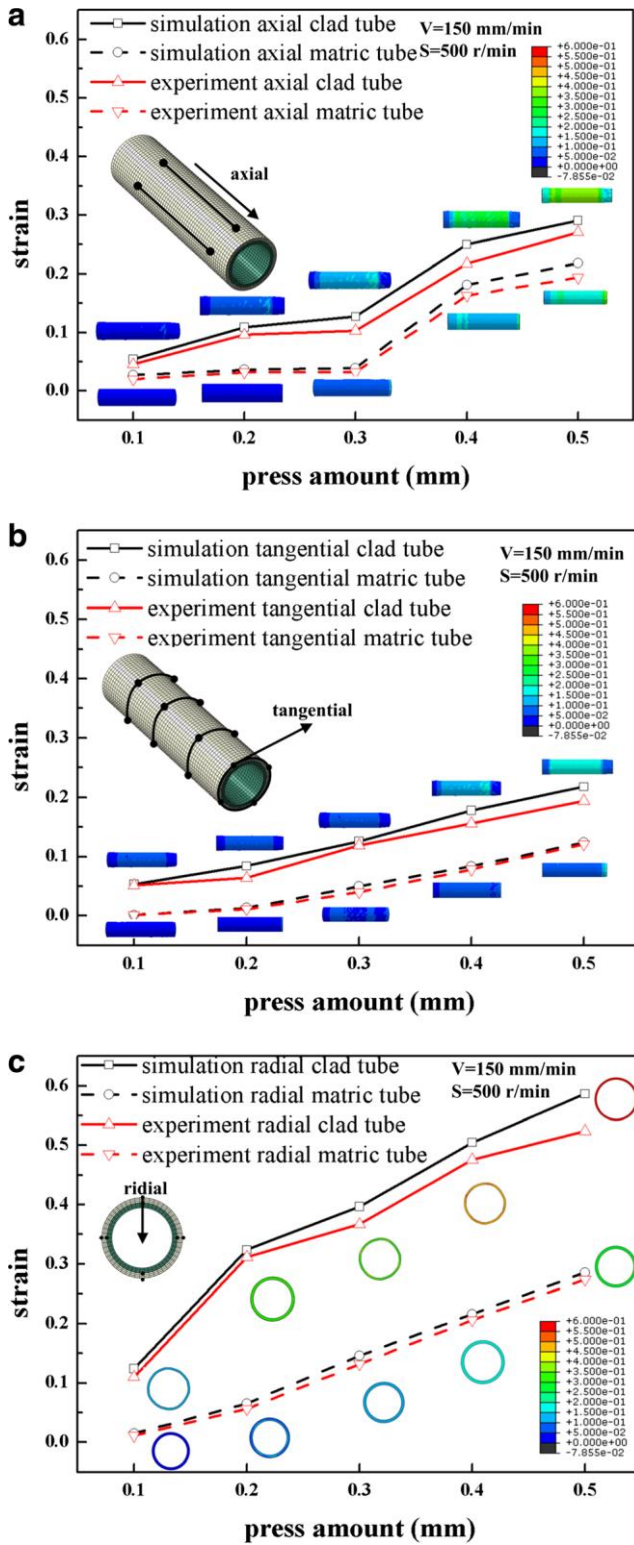 a
simulation axial clad tube
simulation axial matric tube
experiment axial clad tube
experiment axial matric tube
V=150 mm/min
S=500 r/min
+6.000e-01
+5.500e-01
+5.000e-01
+4.500e-01
+4.000e-01
+3.500e-01
+3.000e-01
+2.500e-01
+2.000e-01
+1.500e-01
+1.000e-01
+5.000e-02
+0.000e+00
-7.855e-02
axial
strain
0.6
0.5
0.4
0.3
0.2
0.1
0.0
0.1 0.2 0.3 0.4 0.5
press amount (mm)
b
simulation tangential clad tube
simulation tangential matric tube
experiment tangential clad tube
experiment tangential matric tube
V=150 mm/min
S=500 r/min
+6.000e-01
+5.500e-01
+5.000e-01
+4.500e-01
+4.000e-01
+3.500e-01
+3.000e-01
+2.500e-01
+2.000e-01
+1.500e-01
+1.000e-01
+5.000e-02
+0.000e+00
-7.855e-02
tangential
strain
0.6
0.5
0.4
0.3
0.2
0.1
0.0
0.1 0.2 0.3 0.4 0.5
press amount (mm)
c
simulation radial clad tube
simulation radial matric tube
experiment radial clad tube
experiment radial matric tube
V=150 mm/min
S=500 r/min
ridial
strain
0.6
0.5
0.4
0.3
0.2
0.1
0.0
+6.000e-01
+5.500e-01
+5.000e-01
+4.500e-01
+4.000e-01
+3.500e-01
+3.000e-01
+2.500e-01
+2.000e-01
+1.500e-01
+1.000e-01
+5.000e-02
+0.000e+00
-7.855e-02
0.1 0.2 0.3 0.4 0.5
press amount (mm)